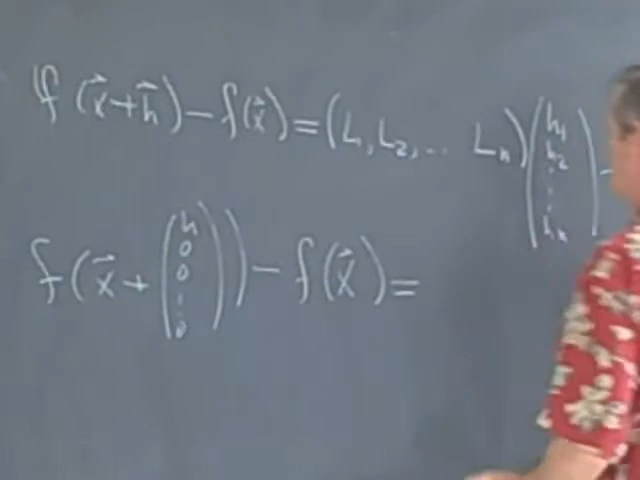 f(x⃗+h⃗)-f(x⃗)=(L₁,L₂,... Lₙ)(h₁ h₂ ⋮ hₙ)-
f(x⃗+(h 0 0 ⋮ 0))-f(x⃗)=